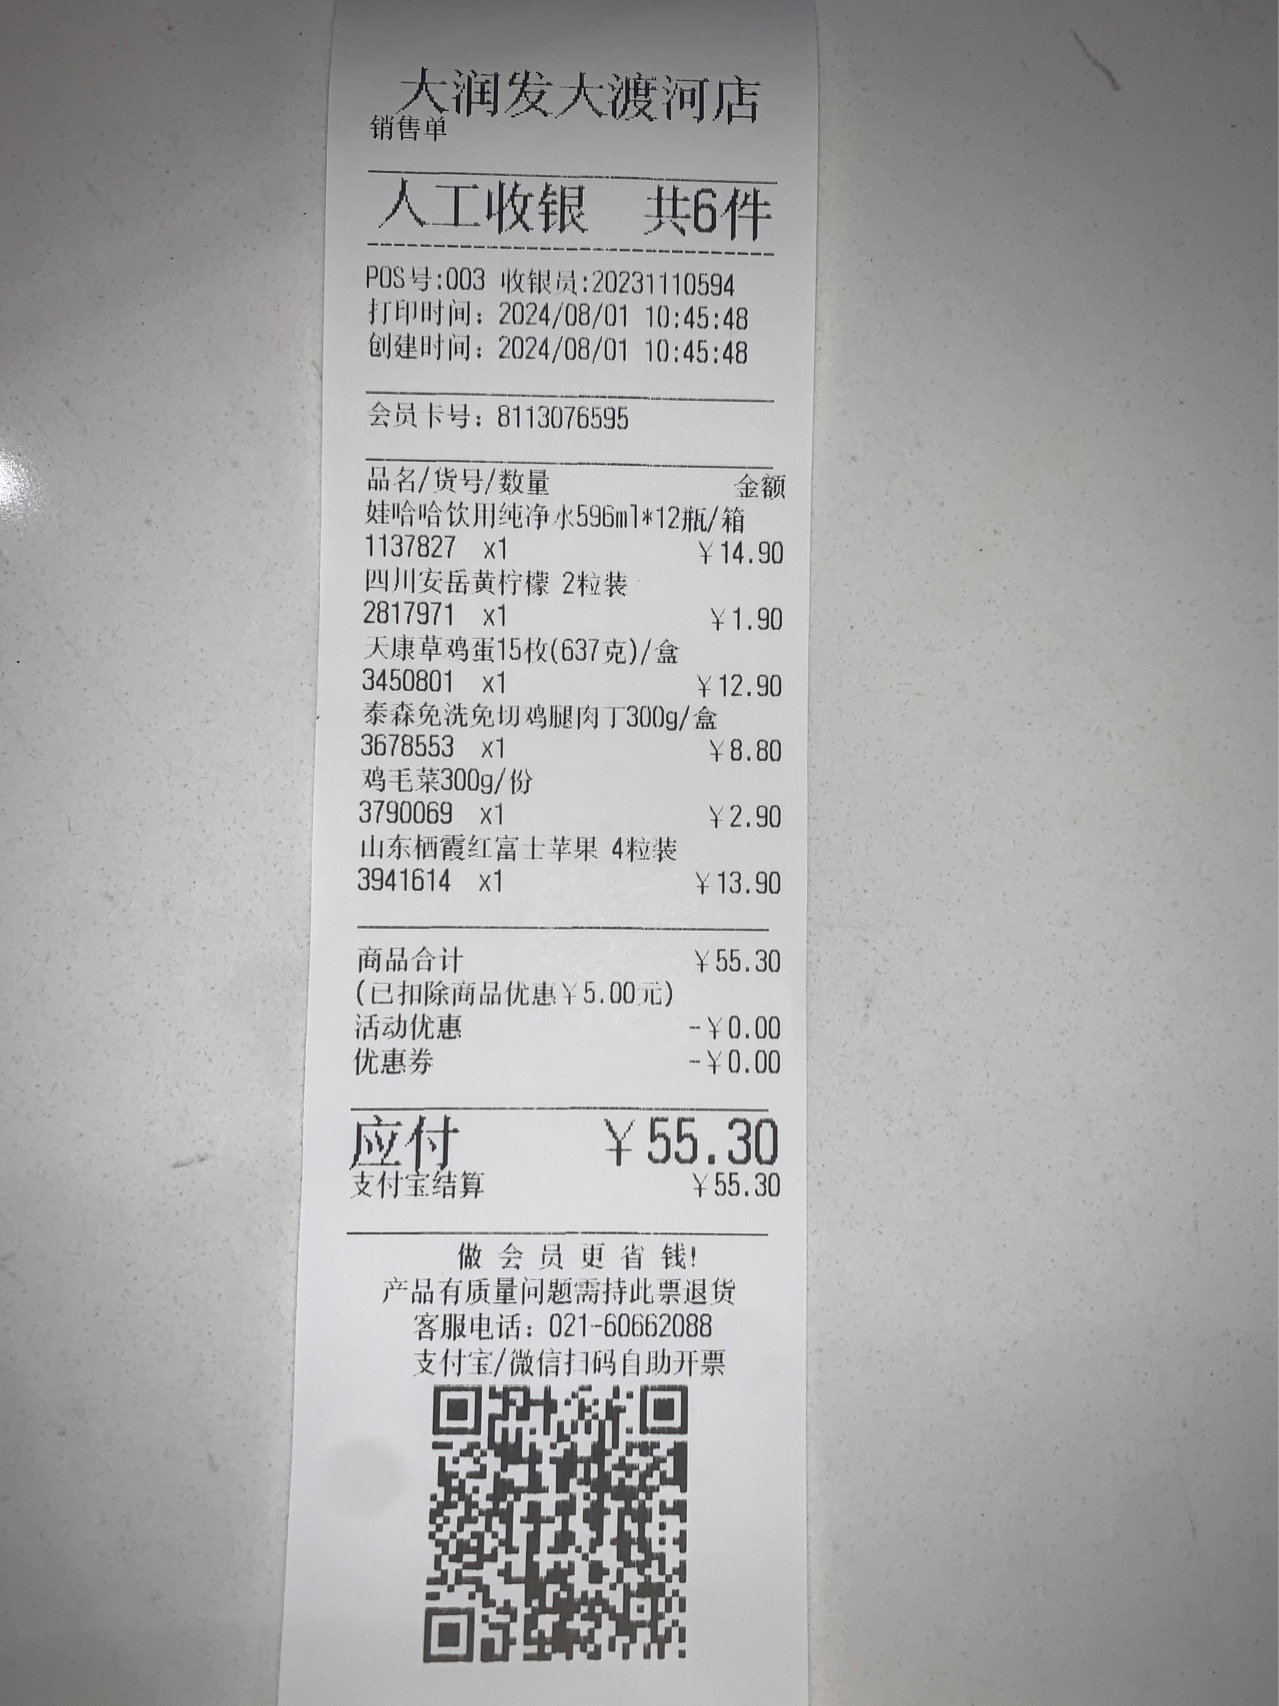 大润发大渡河店
销售单
人工收银 共6件
POS号:003 收银员:20231110594
打印时间：2024/08/01 10:45:48
创建时间：2024/08/01 10:45:48
会员卡号：8113076595
品名/货号/数量 金额
娃哈哈饮用纯净水596ml*12瓶/箱
1137827 x1 ¥14.90
四川安岳黄柠檬 2粒装
2817971 x1 ¥1.90
天康草鸡蛋15枚(637克)/盒
3450801 x1 ¥12.90
泰森免洗免切鸡腿肉丁300g/盒
3678553 x1 ¥8.80
鸡毛菜300g/份
3790069 x1 ¥2.90
山东栖霞红富士苹果 4粒装
3941614 x1 ¥13.90
商品合计 ¥55.30
(已扣除商品优惠¥5.00元)
活动优惠 -¥0.00
优惠券 -¥0.00
应付 ¥55.30
支付宝结算 ¥55.30
做会员更省钱!
产品有质量问题需持此票退货
客服电话：021-60662088
支付宝/微信扫码自助开票